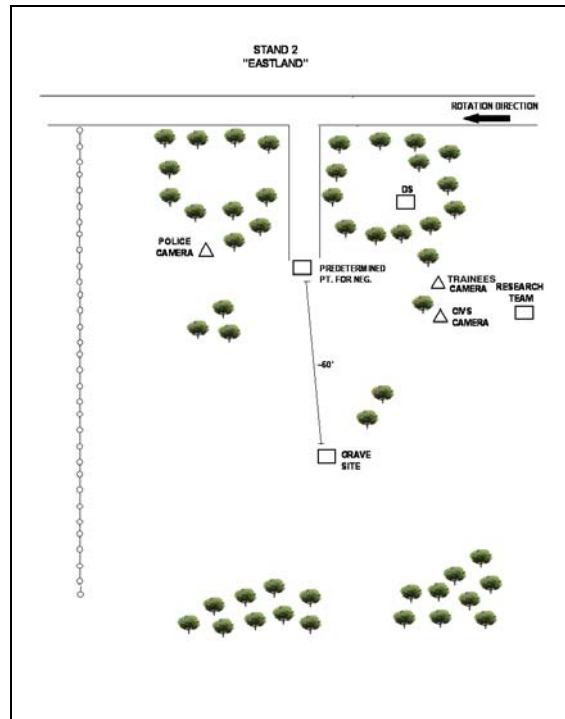 STAND 2
"EASTLAND"
ROTATION DIRECTION
DS
POLICE
CAMERA
PREDETERMINED
PT. FOR NEG.
TRAINEES
CAMERA
RESEARCH
TEAM
CIVS
CAMERA
~60'
GRAVE
SITE